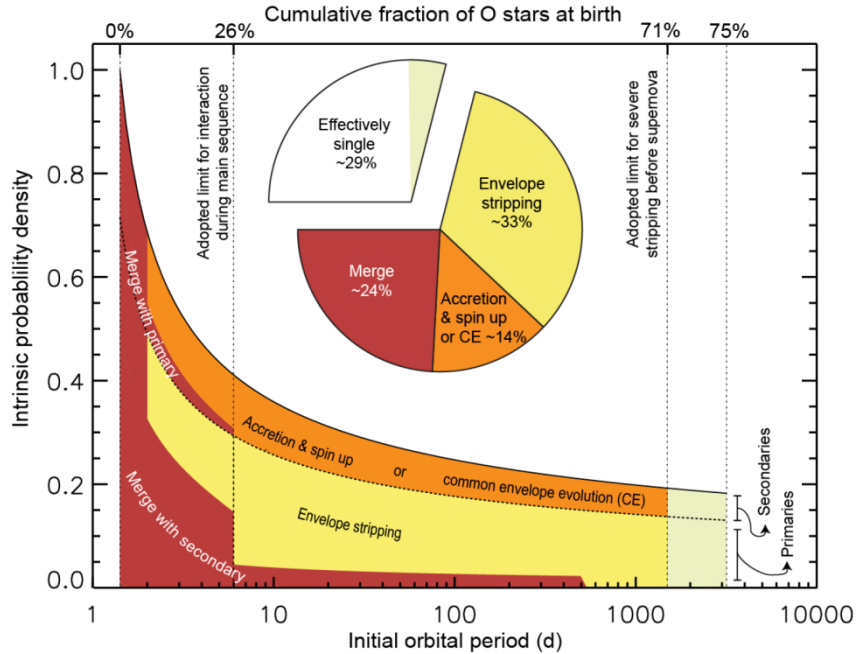 Cumulative fraction of O stars at birth
0%
26%
71%
75%
Intrinsic probablility density
1.0
0.8
0.6
0.4
0.2
0.0
Merge with primary
Merge with secondary
Adopted limit for interaction
during main sequence
Effectively
single
~29%
Envelope
stripping
~33%
Merge
~24%
Accretion
& spin up
or CE ~14%
Adopted limit for severe
stripping before supernova
Accretion & spin up or common envelope evolution (CE)
Envelope stripping
Secondaries
Primaries
1
10
100
1000
10000
Initial orbital period (d)